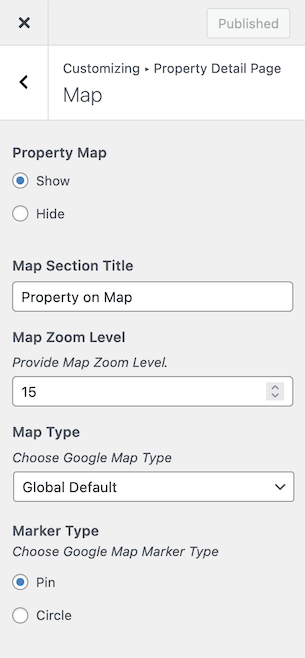 Published
Customizing ▸ Property Detail Page
Map
Property Map
Show
Hide
Map Section Title
Property on Map
Map Zoom Level
Provide Map Zoom Level.
15
Map Type
Choose Google Map Type
Global Default
Marker Type
Choose Google Map Marker Type
Pin
Circle